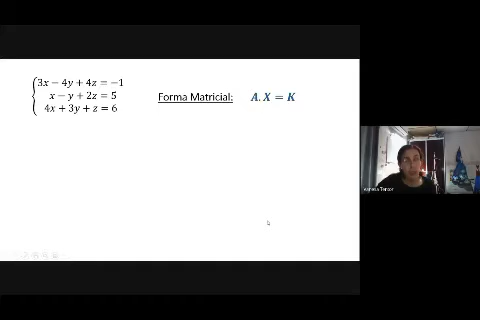 3x − 4y + 4z = −1
x − y + 2z = 5
4x + 3y + z = 6
Forma Matricial: A. X = K